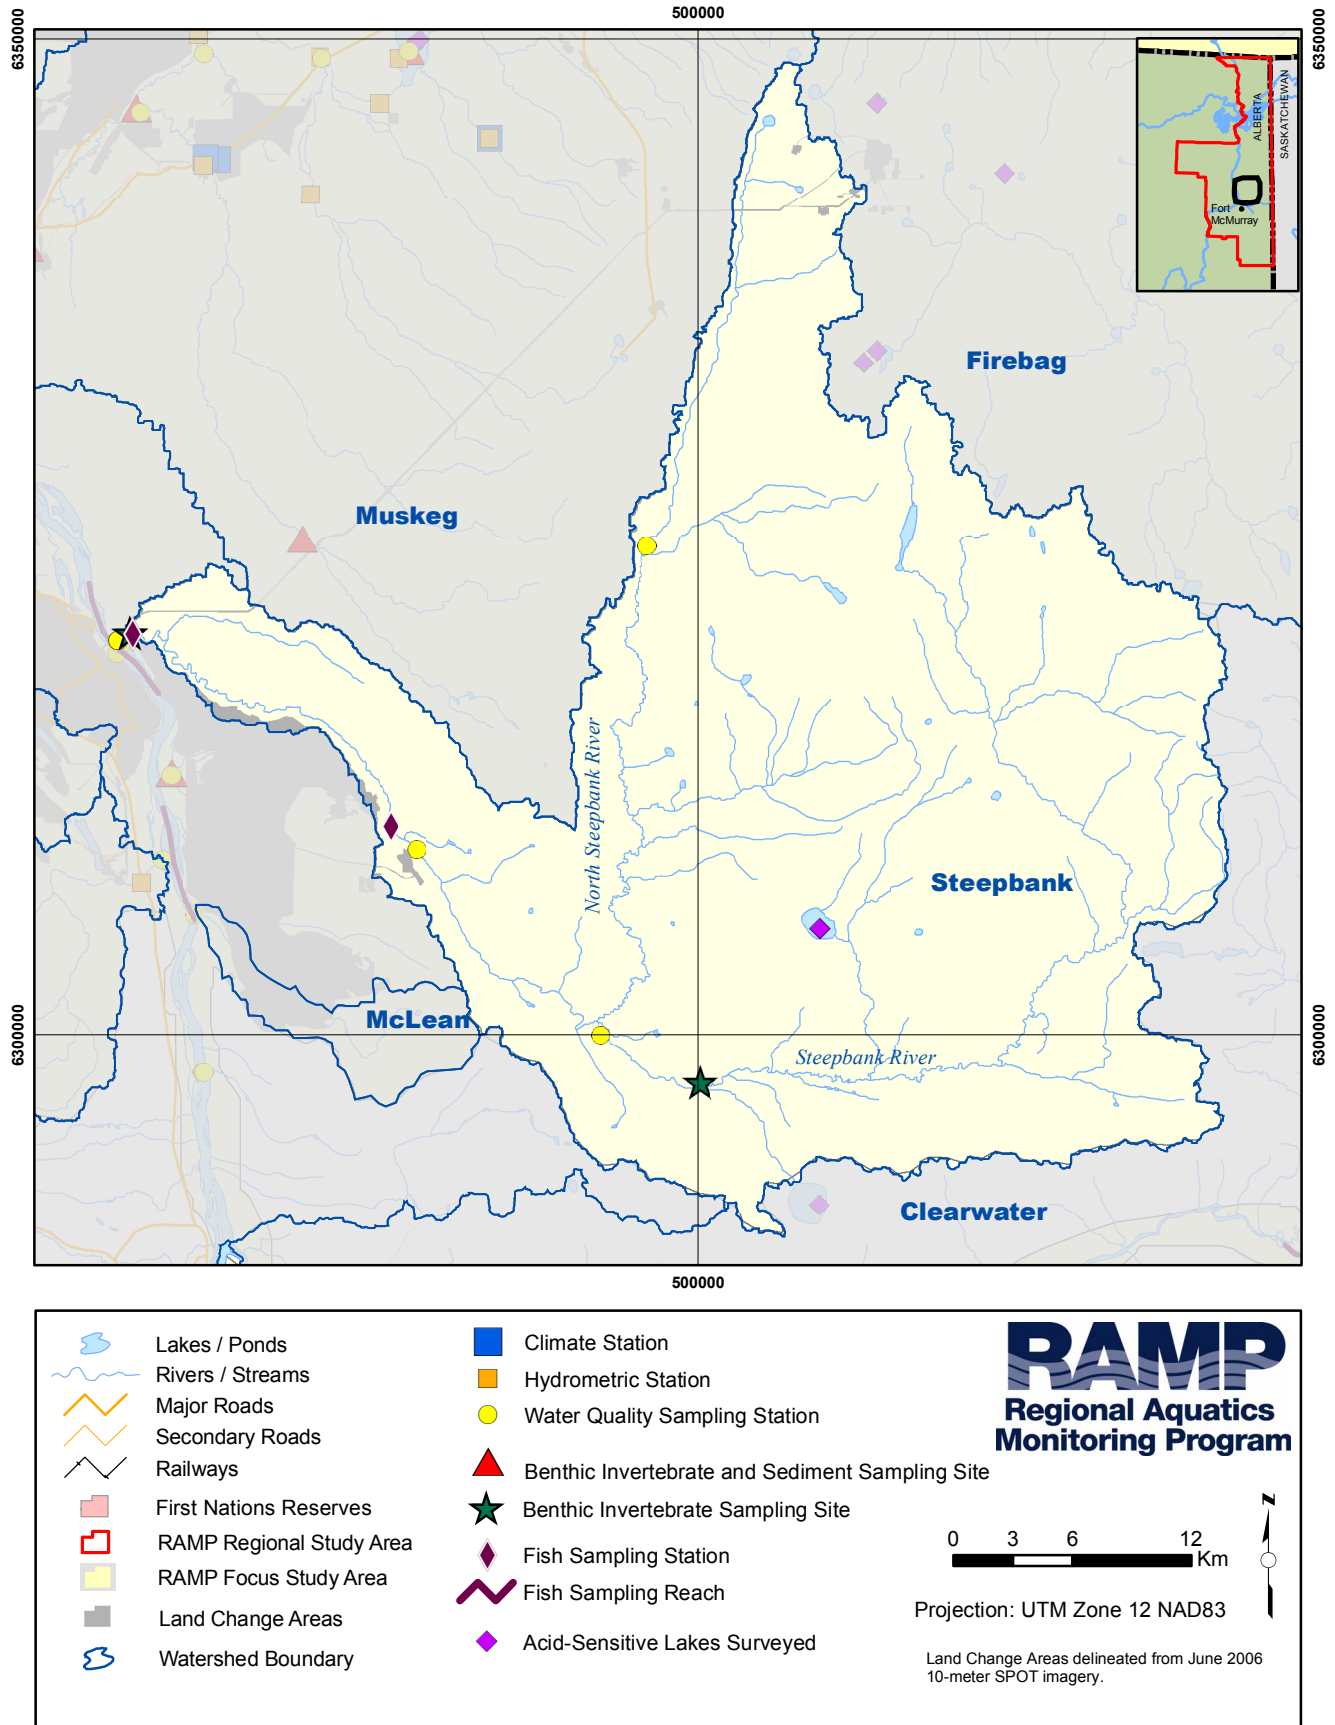 500000
6350000
6350000
ALBERTA
SASKATCHEWAN
Fort
McMurray
Firebag
Muskeg
North Steepbank River
Steepbank
McLean
6300000
6300000
Steepbank River
Clearwater
500000
Lakes / Ponds
Rivers / Streams
Major Roads
Secondary Roads
Railways
First Nations Reserves
RAMP Regional Study Area
RAMP Focus Study Area
Land Change Areas
Watershed Boundary
Climate Station
Hydrometric Station
Water Quality Sampling Station
Benthic Invertebrate and Sediment Sampling Site
Benthic Invertebrate Sampling Site
Fish Sampling Station
Fish Sampling Reach
Acid-Sensitive Lakes Surveyed
RAMP
Regional Aquatics
Monitoring Program
N
0 3 6 12
Km
Projection: UTM Zone 12 NAD83
Land Change Areas delineated from June 2006
10-meter SPOT imagery.